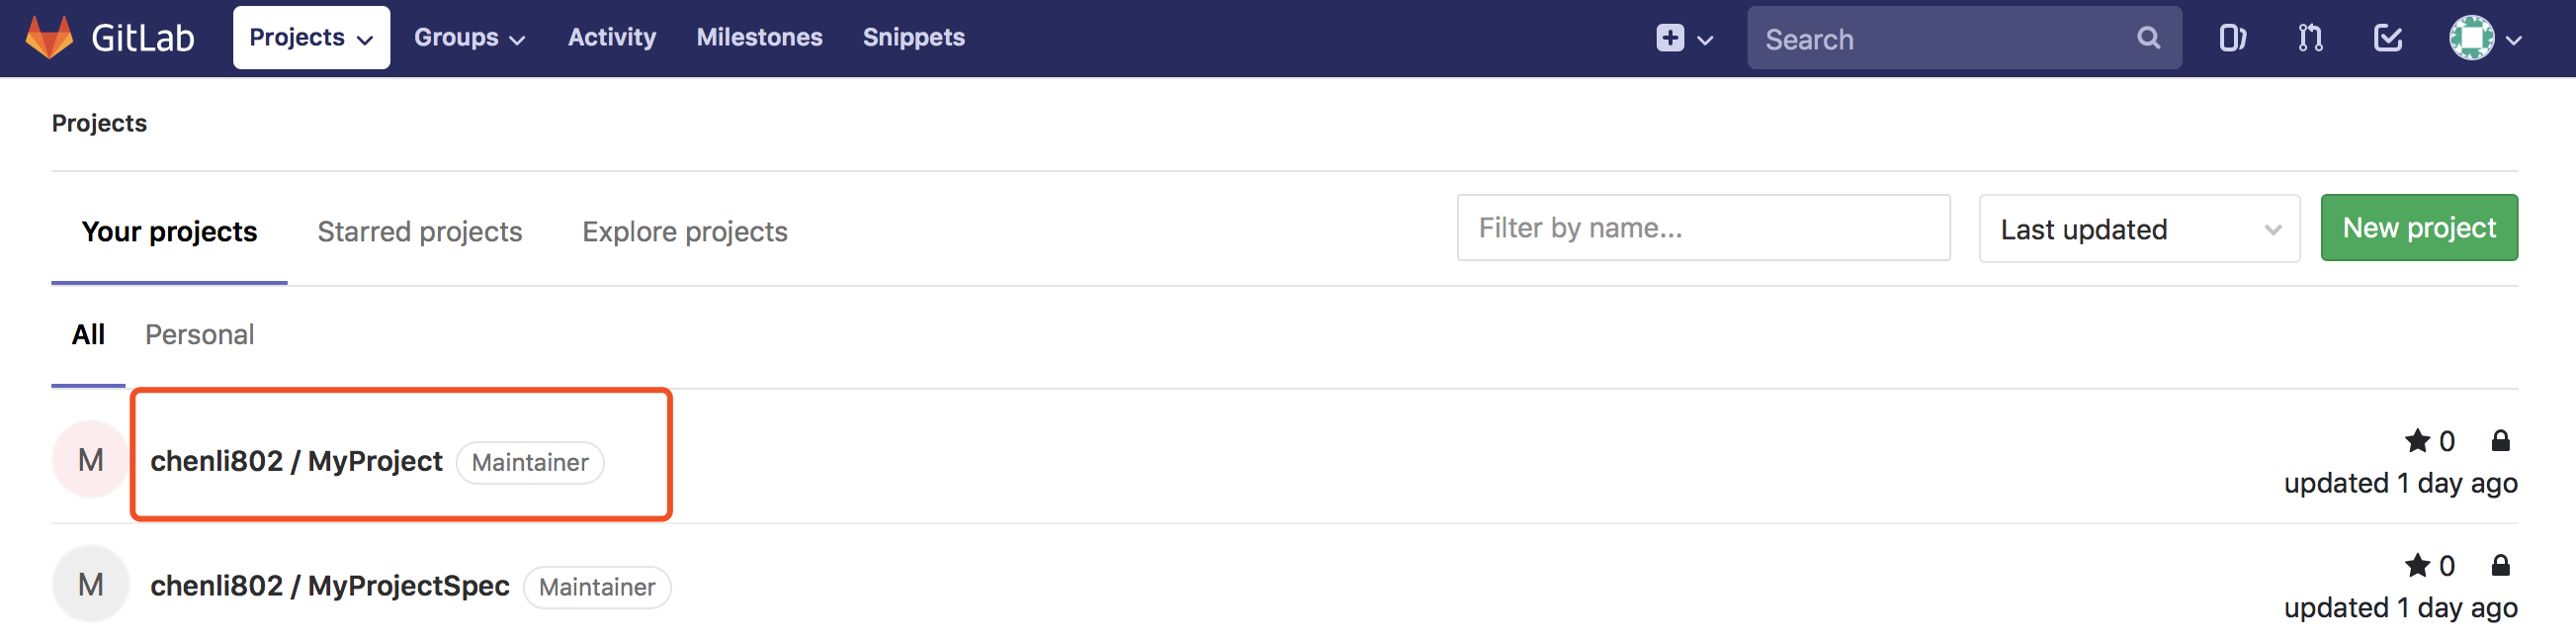 GitLab Projects Groups Activity Milestones Snippets Search
Projects
Your projects Starred projects Explore projects Filter by name... Last updated New project
All Personal
M chenli802 / MyProject Maintainer 0
updated 1 day ago
M chenli802 / MyProjectSpec Maintainer 0
updated 1 day ago